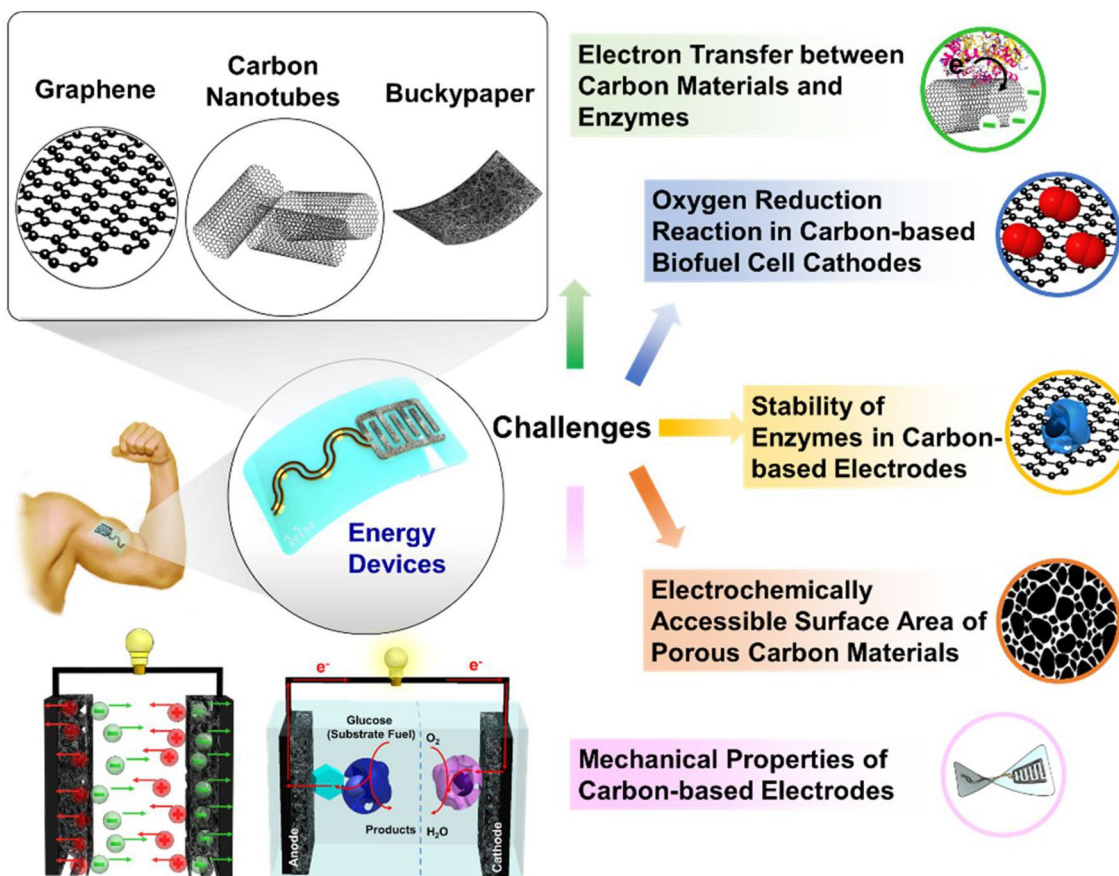 Graphene
Carbon
Nanotubes
Buckypaper
Electron Transfer between
Carbon Materials and
Enzymes
e-
Oxygen Reduction
Reaction in Carbon-based
Biofuel Cell Cathodes
Challenges
Stability of
Enzymes in Carbon-
based Electrodes
Energy
Devices
Electrochemically
Accessible Surface Area of
Porous Carbon Materials
Mechanical Properties of
Carbon-based Electrodes
e-
e-
Glucose
(Substrate Fuel)
O2
Products
H2O
Anode
Cathode